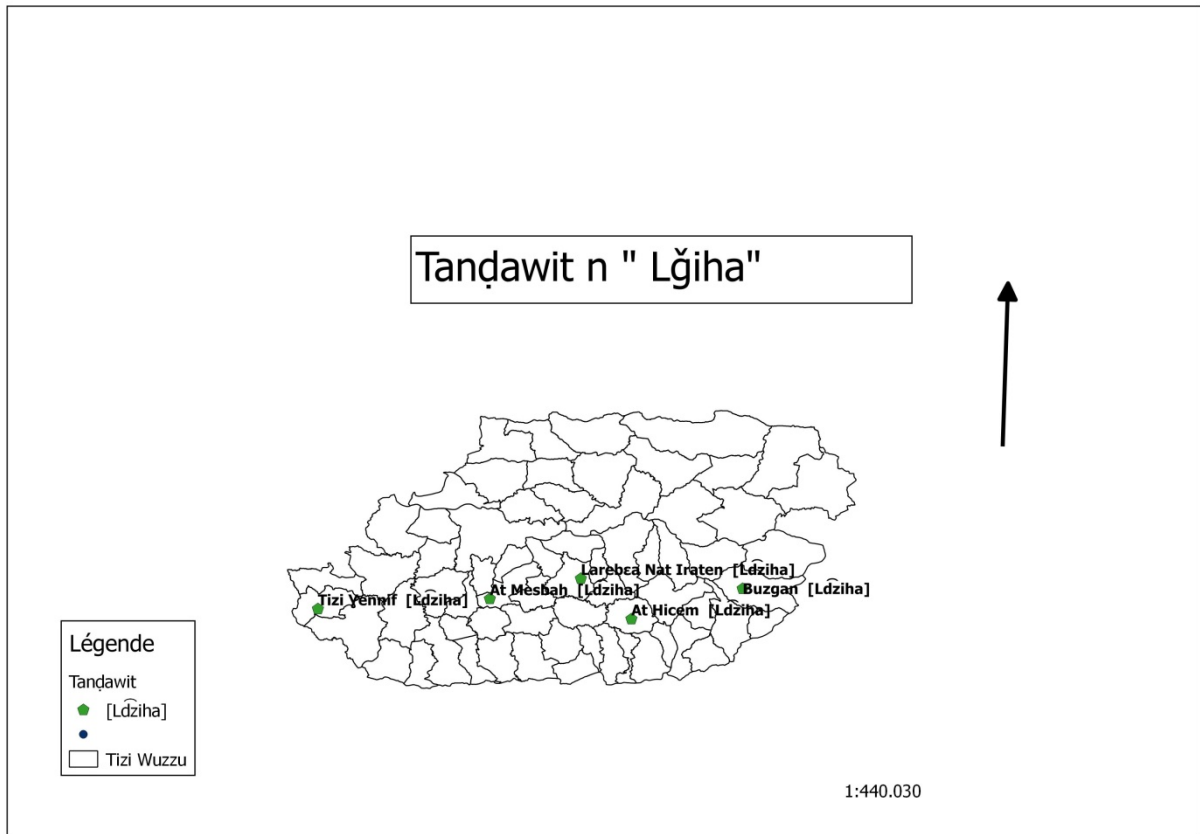 Tanḍawit n " Lǧiha"
Larebɛa Nat Iraten [Ld͡ziha]
At Mesbah [Ld͡ziha]
Buzgan [Ld͡ziha]
Tizi Yennif [Ld͡ziha]
At Hicem [Ld͡ziha]
Légende
Tanḍawit
[Ld͡ziha]
Tizi Wuzzu
1:440.030